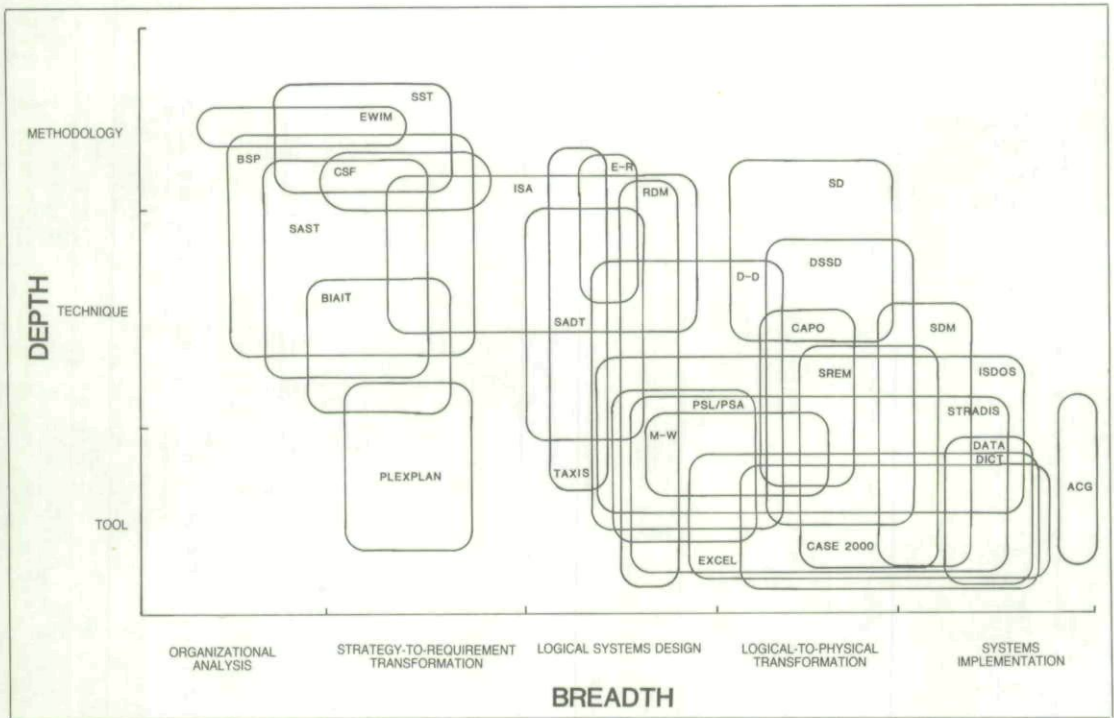 SST
EWIM
METHODOLOGY
BSP
CSF
E-R
ISA
RDM
SD
SAST
DSSD
D-D
BIAIT
TECHNIQUE
SADT
CAPO
SDM
DEPTH
SREM
ISDOS
PSL/PSA
STRADIS
M-W
DATA
DICT
TAXIS
PLEXPLAN
ACG
TOOL
CASE 2000
EXCEL
ORGANIZATIONAL
ANALYSIS
STRATEGY-TO-REQUIREMENT
TRANSFORMATION
LOGICAL SYSTEMS DESIGN
LOGICAL-TO-PHYSICAL
TRANSFORMATION
SYSTEMS
IMPLEMENTATION
BREADTH